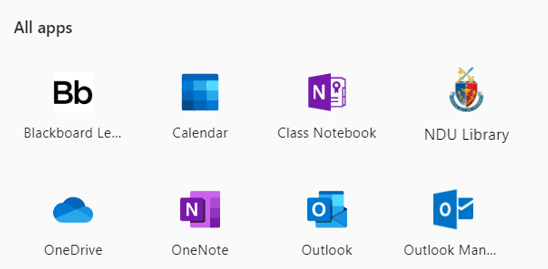 All apps
Bb
Blackboard Le...
Calendar
N
Class Notebook
NDU Library
OneDrive
N
OneNote
O
Outlook
O
Outlook Man...